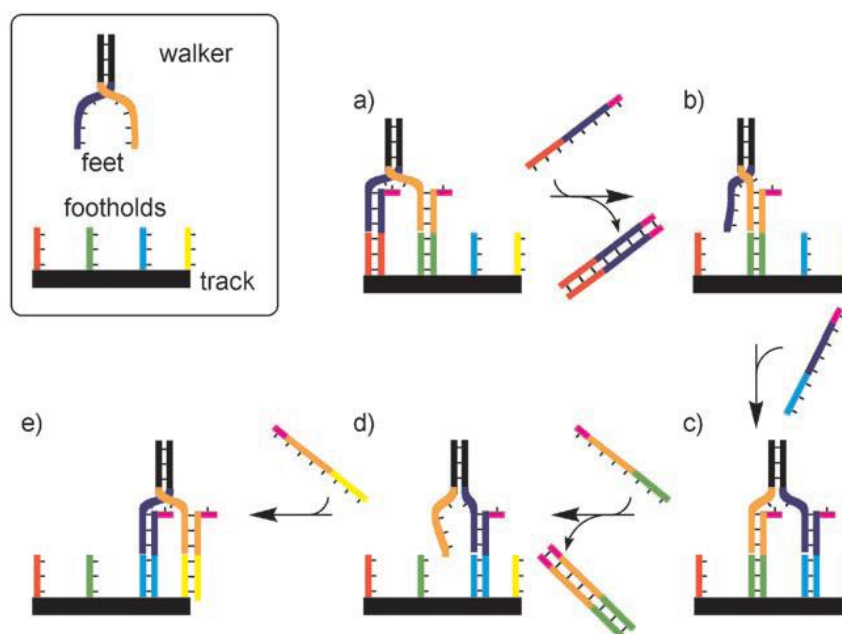 walker
feet
footholds
track
a)
b)
c)
d)
e)